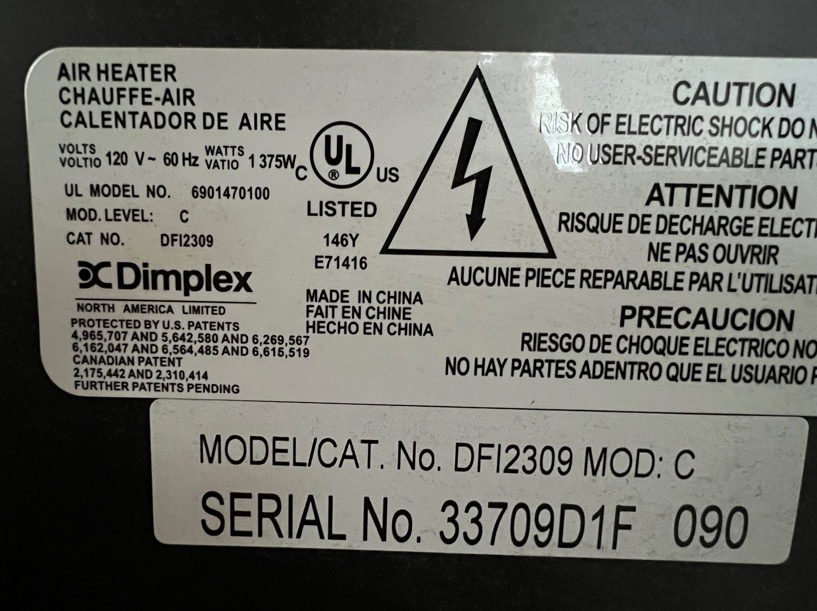 AIR HEATER
CHAUFFE-AIR
CALENTADOR DE AIRE
VOLTS
VOLTIO 120 V~ 60 Hz WATTS
VATIO 1 375W
UL MODEL NO. 6901470100
MOD. LEVEL: C
CAT NO. DFI2309
Dimplex
NORTH AMERICA LIMITED
PROTECTED BY U.S. PATENTS
4,965,707 AND 5,642,580 AND 6,269,567
6,162,047 AND 6,564,485 AND 6,615,519
CANADIAN PATENT
2,175,442 AND 2,310,414
FURTHER PATENTS PENDING
C UL ® US
LISTED
146Y
E71416
MADE IN CHINA
FAIT EN CHINE
HECHO EN CHINA
CAUTION
RISK OF ELECTRIC SHOCK DO
NO USER-SERVICEABLE
ATTENTION
RISQUE DE DECHARGE
NE PAS OUVRIR
AUCUNE PIECE REPARABLE PAR
PRECAUCION
RIESGO DE CHOQUE ELECTRICO NO
NO HAY PARTES ADENTRO QUE EL USUARIO
MODEL/CAT. No. DFI2309 MOD: C
SERIAL No. 33709D1F 090